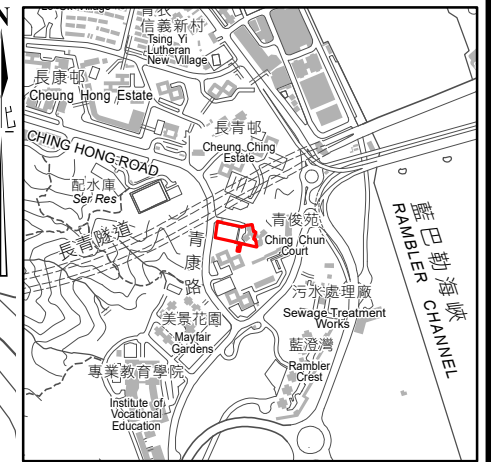 N
北
青衣
信義新村
Tsing Yi
Lutheran
New Village
長康邨
Cheung Hong Estate
CHING HONG ROAD
長青邨
Cheung Ching
Estate
配水庫
Ser Res
長青隧道
青康路
青俊苑
Ching Chun
Court
藍巴勒海峽
RAMBLER CHANNEL
污水處理廠
Sewage Treatment
Works
美景花園
Mayfair
Gardens
藍澄灣
Rambler
Crest
專業教育學院
Institute of
Vocational
Education